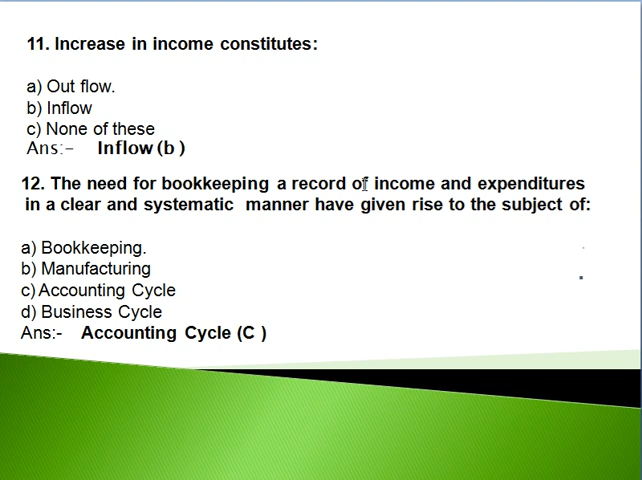 11. Increase in income constitutes:
a) Out flow.
b) Inflow
c) None of these
Ans:- Inflow (b )
12. The need for bookkeeping a record of income and expenditures
in a clear and systematic manner have given rise to the subject of:
a) Bookkeeping.
b) Manufacturing
c) Accounting Cycle
d) Business Cycle
Ans:- Accounting Cycle (C )